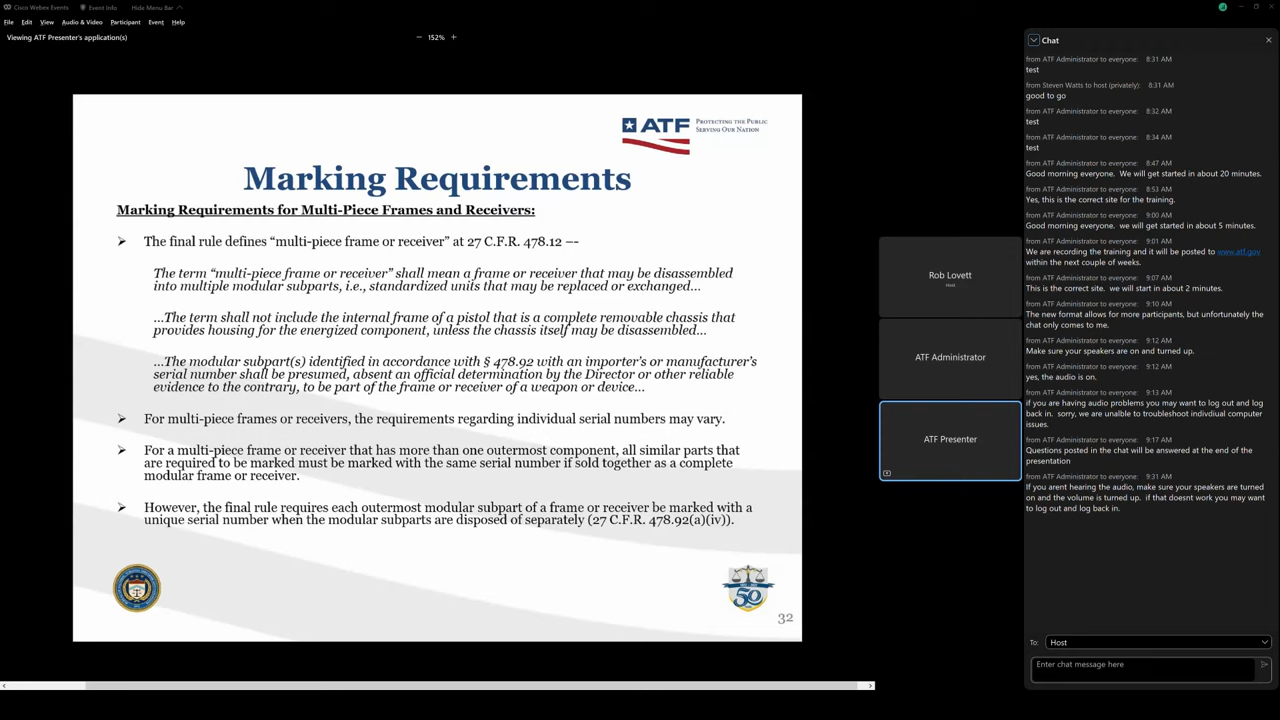 Cisco Webex Events
Event Info
Hide Menu Bar
File Edit View Audio & Video Participant Event Help
Viewing ATF Presenter's application(s)
− 152% +
ATF
PROTECTING THE PUBLIC
SERVING OUR NATION
Marking Requirements
Marking Requirements for Multi-Piece Frames and Receivers:
➢ The final rule defines "multi-piece frame or receiver" at 27 C.F.R. 478.12 –-
The term "multi-piece frame or receiver" shall mean a frame or receiver that may be disassembled
into multiple modular subparts, i.e., standardized units that may be replaced or exchanged…
…The term shall not include the internal frame of a pistol that is a complete removable chassis that
provides housing for the energized component, unless the chassis itself may be disassembled…
…The modular subpart(s) identified in accordance with § 478.92 with an importer's or manufacturer's
serial number shall be presumed, absent an official determination by the Director or other reliable
evidence to the contrary, to be part of the frame or receiver of a weapon or device…
➢ For multi-piece frames or receivers, the requirements regarding individual serial numbers may vary.
➢ For a multi-piece frame or receiver that has more than one outermost component, all similar parts that
are required to be marked must be marked with the same serial number if sold together as a complete
modular frame or receiver.
➢ However, the final rule requires each outermost modular subpart of a frame or receiver be marked with a
unique serial number when the modular subparts are disposed of separately (27 C.F.R. 478.92(a)(iv)).
50
32
Rob Lovett
Host
ATF Administrator
ATF Presenter
Chat
from ATF Administrator to everyone: 8:31 AM
test
from Steven Watts to host (privately): 8:31 AM
good to go
from ATF Administrator to everyone: 8:32 AM
test
from ATF Administrator to everyone: 8:34 AM
test
from ATF Administrator to everyone: 8:47 AM
Good morning everyone. We will get started in about 20 minutes.
from ATF Administrator to everyone: 8:53 AM
Yes, this is the correct site for the training.
from ATF Administrator to everyone: 9:00 AM
Good morning everyone. we will get started in about 5 minutes.
from ATF Administrator to everyone: 9:01 AM
We are recording the training and it will be posted to www.atf.gov
within the next couple of weeks.
from ATF Administrator to everyone: 9:07 AM
This is the correct site. we will start in about 2 minutes.
from ATF Administrator to everyone: 9:10 AM
The new format allows for more participants, but unfortunately the
chat only comes to me.
from ATF Administrator to everyone: 9:12 AM
Make sure your speakers are on and turned up.
from ATF Administrator to everyone: 9:12 AM
yes, the audio is on.
from ATF Administrator to everyone: 9:13 AM
if you are having audio problems you may want to log out and log
back in. sorry, we are unalble to troubleshoot indivdiual computer
issues.
from ATF Administrator to everyone: 9:17 AM
Questions posted in the chat will be answered at the end of the
presentation
from ATF Administrator to everyone: 9:31 AM
If you arent hearing the audio, make sure your speakers are turned
on and the volume is turned up. if that doesnt work you may want
to log out and log back in.
To: Host
Enter chat message here